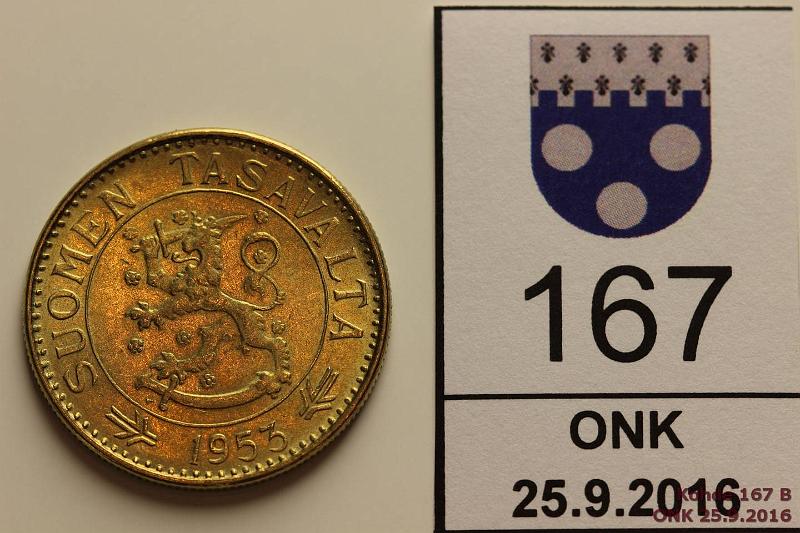 SUOMEN TASAVALTA
1953
167
ONK
25.9.2016
Kohde 167 B
ONK 25.9.2016